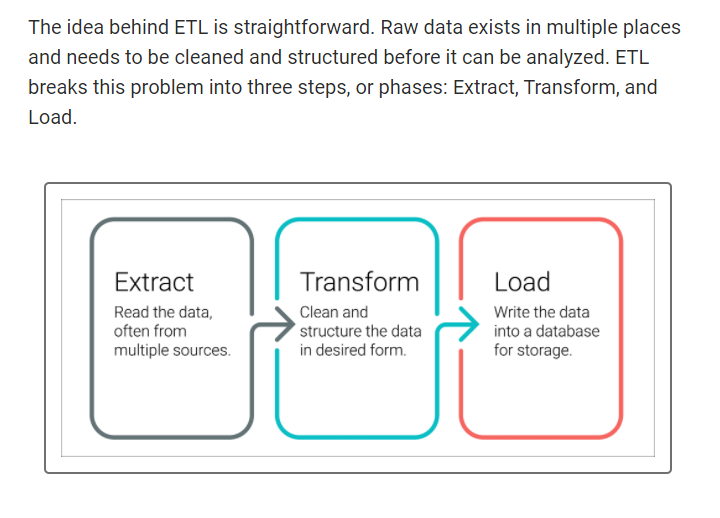 The idea behind ETL is straightforward. Raw data exists in multiple places
and needs to be cleaned and structured before it can be analyzed. ETL
breaks this problem into three steps, or phases: Extract, Transform, and
Load.
Extract
Read the data,
often from
multiple sources.
Transform
Clean and
structure the data
in desired form.
Load
Write the data
into a database
for storage.